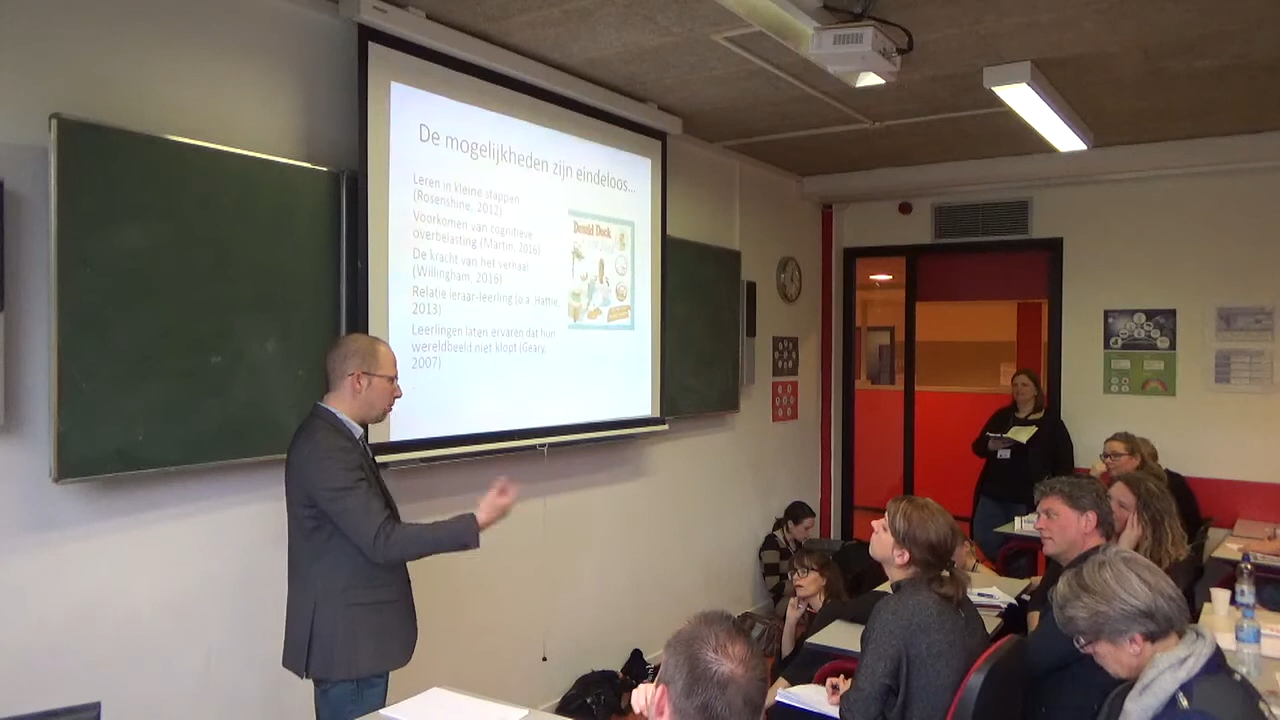 De mogelijkheden zijn eindeloos...
Leren in kleine stappen
(Rosenshine, 2012)
Voorkomen van cognitieve
overbelasting (Martin, 2016)
De kracht van het verhaal
(Willingham, 2016)
Relatie leraar-leerling (o.a. Hattie,
2013)
Leerlingen laten ervaren dat hun
wereldbeeld niet klopt (Geary,
2007)
Donald Duck